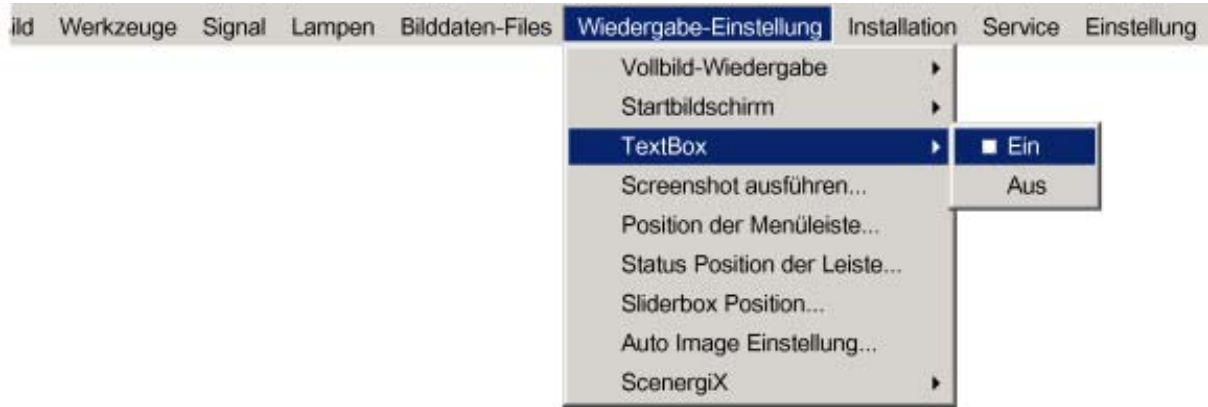 ild Werkzeuge Signal Lampen Bilddaten-Files Wiedergabe-Einstellung Installation Service Einstellung
Vollbild-Wiedergabe
Startbildschirm
TextBox Ein
Screenshot ausführen... Aus
Position der Menüleiste...
Status Position der Leiste...
Sliderbox Position...
Auto Image Einstellung...
ScenergiX